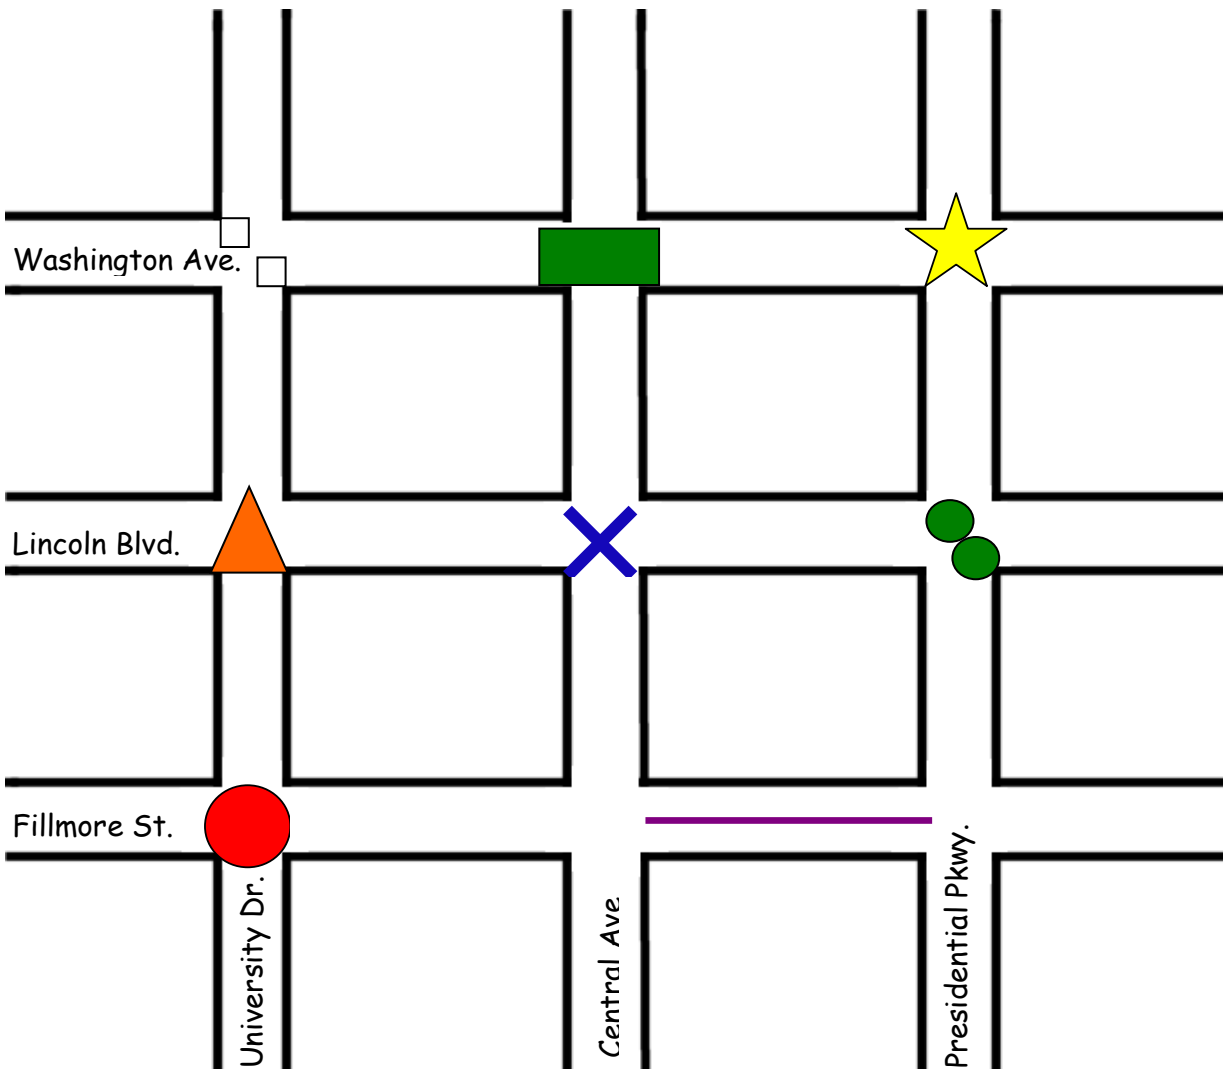 Washington Ave.
Lincoln Blvd.
Fillmore St.
University Dr.
Central Ave
Presidential Pkwy.